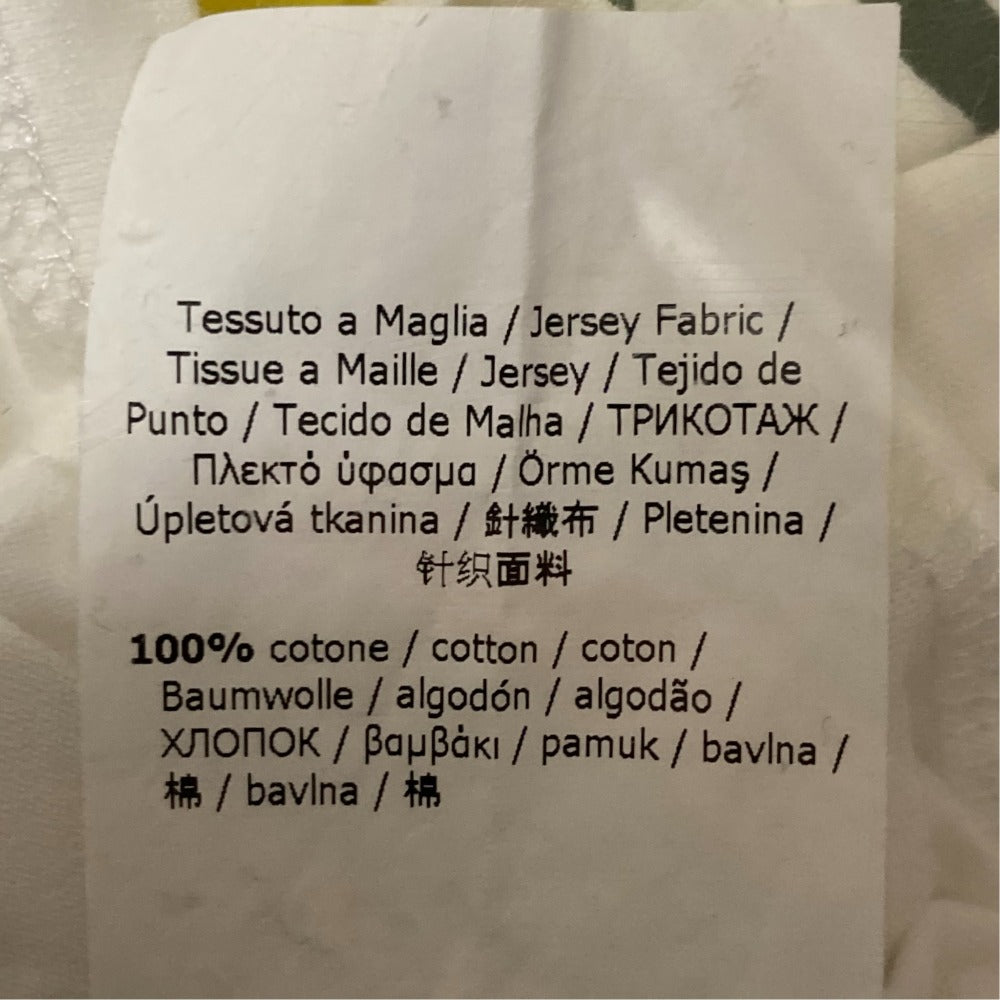 Tessuto a Maglia / Jersey Fabric /
Tissue a Maille / Jersey / Tejido de
Punto / Tecido de Malha / ТРИКОТАЖ /
Πλεκτό ύφασμα / Örme Kumaş /
Úpletová tkanina / 針織布 / Pletenina /
针织面料
100% cotone / cotton / coton /
Baumwolle / algodón / algodão /
ХЛОПОК / βαμβάκι / pamuk / bavlna /
棉 / bavlna / 棉